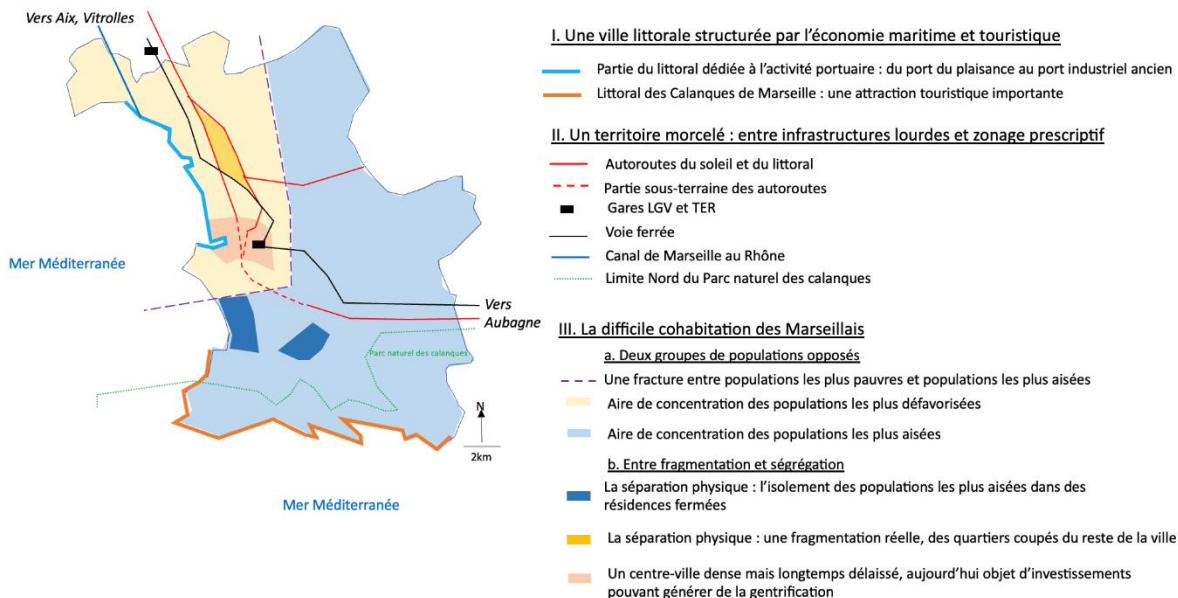 Vers Aix, Vitrolles
Mer Méditerranée
Vers
Aubagne
Parc naturel des calanques
N
2km
Mer Méditerranée
I. Une ville littorale structurée par l'économie maritime et touristique
Partie du littoral dédiée à l'activité portuaire : du port du plaisance au port industriel ancien
Littoral des Calanques de Marseille : une attraction touristique importante
II. Un territoire morcelé : entre infrastructures lourdes et zonage prescriptif
Autoroutes du soleil et du littoral
Partie sous-terraine des autoroutes
Gares LGV et TER
Voie ferrée
Canal de Marseille au Rhône
Limite Nord du Parc naturel des calanques
III. La difficile cohabitation des Marseillais
a. Deux groupes de populations opposés
Une fracture entre populations les plus pauvres et populations les plus aisées
Aire de concentration des populations les plus défavorisées
Aire de concentration des populations les plus aisées
b. Entre fragmentation et ségrégation
La séparation physique : l'isolement des populations les plus aisées dans des
résidences fermées
La séparation physique : une fragmentation réelle, des quartiers coupés du reste de la ville
Un centre-ville dense mais longtemps délaissé, aujourd'hui objet d'investissements
pouvant générer de la gentrification